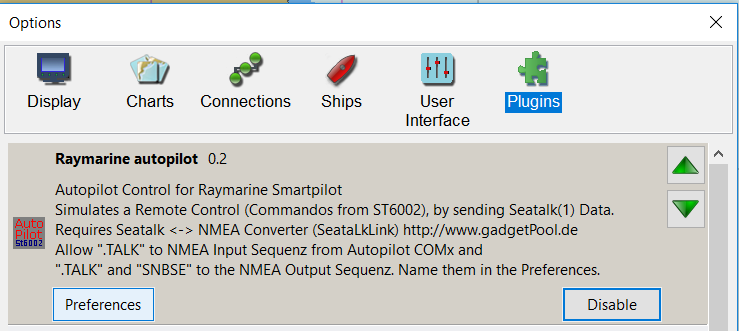 Options
Display
Charts
Connections
Ships
User
Interface
Plugins
Raymarine autopilot 0.2
Autopilot Control for Raymarine Smartpilot
Simulates a Remote Control (Commandos from ST6002), by sending Seatalk(1) Data.
Requires Seatalk <-> NMEA Converter (SeataLkLink) http://www.gadgetPool.de
Allow ".TALK" to NMEA Input Sequenz from Autopilot COMx and
".TALK" and "SNBSE" to the NMEA Output Sequenz. Name them in the Preferences.
Auto
Pilot
St6002
Preferences
Disable